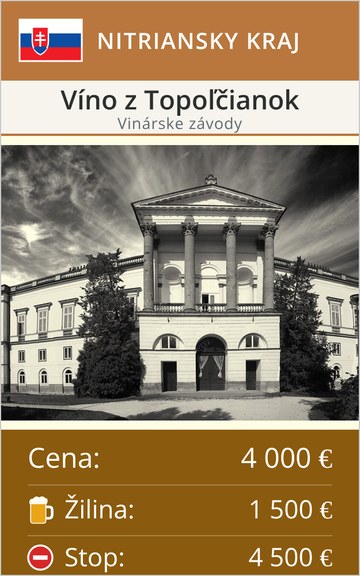 NITRIANSKY KRAJ
Víno z Topoľčianok
Vinárske závody
Cena: 4 000 €
Žilina: 1 500 €
Stop: 4 500 €